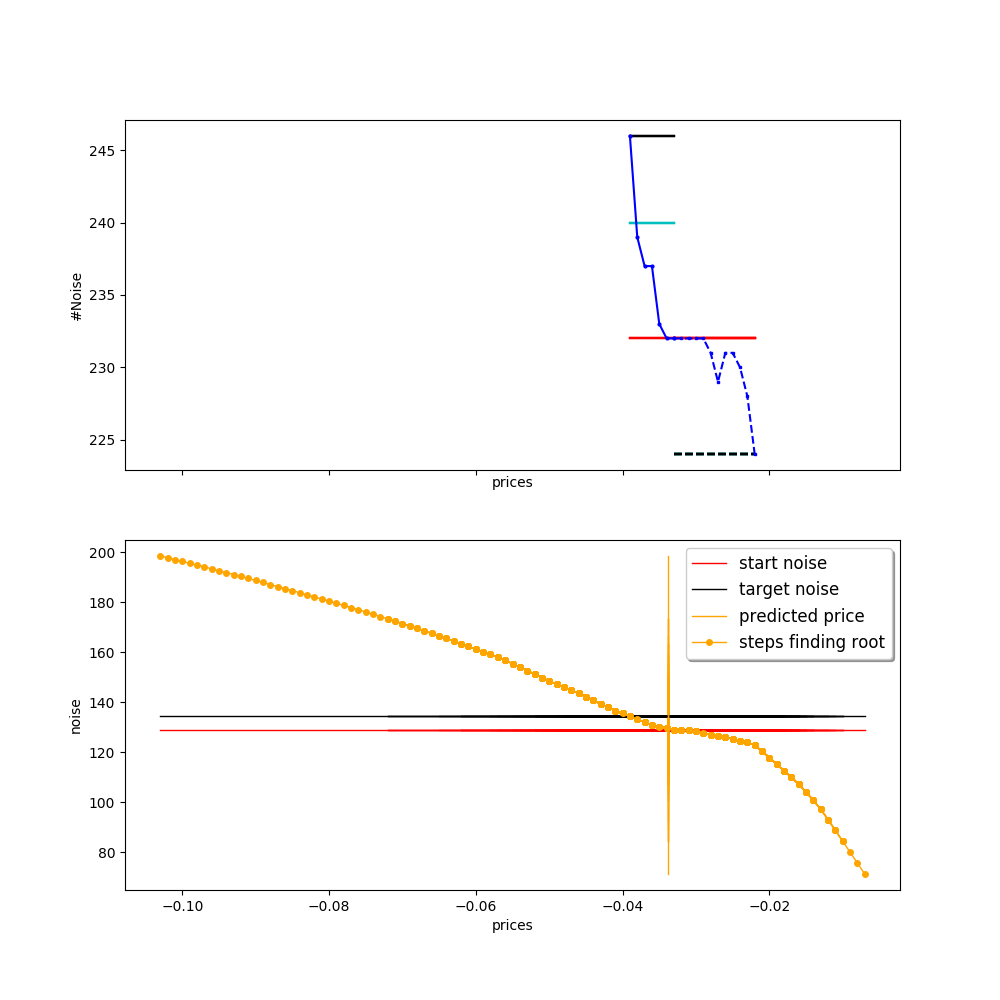 245
240
235
230
225
#Noise
prices
200
180
160
140
120
100
80
noise
start noise
target noise
predicted price
steps finding root
−0.10 −0.08 −0.06 −0.04 −0.02
prices